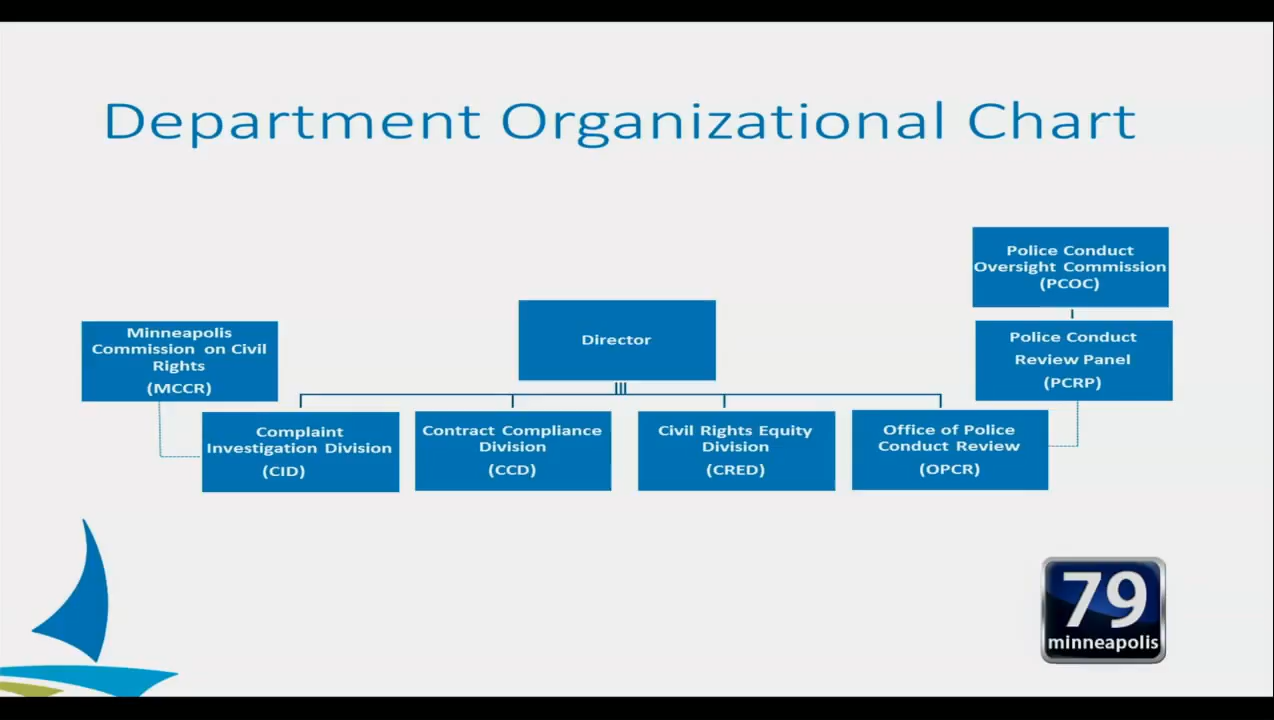 Department Organizational Chart
Police Conduct
Oversight Commission
(PCOC)
Director
Minneapolis
Commission on Civil
Rights
(MCCR)
Police Conduct
Review Panel
(PCRP)
Complaint
Investigation Division
(CID)
Contract Compliance
Division
(CCD)
Civil Rights Equity
Division
(CRED)
Office of Police
Conduct Review
(OPCR)
79
minneapolis